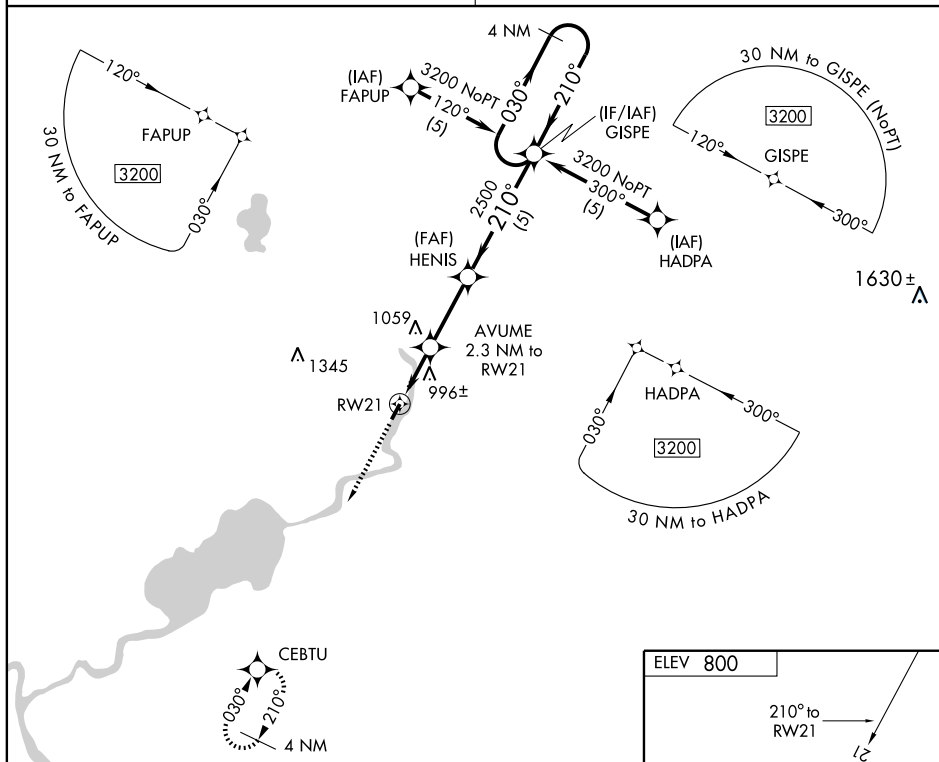 4 NM
(IAF)
FAPUP
3200 NoPT
120°
(5)
030°
210°
(IF/IAF)
GISPE
3200 NoPT
300°
(5)
(IAF)
HADPA
2500
210°
(5)
(FAF)
HENIS
1059
AVUME
2.3 NM to
RW21
1345
996±
RW21
120°
FAPUP
3200
030°
30 NM to FAPUP
30 NM to GISPE (NoPT)
3200
120°
GISPE
300°
1630±
HADPA
300°
030°
3200
30 NM to HADPA
CEBTU
030°
210°
4 NM
ELEV 800
210° to
RW21
21